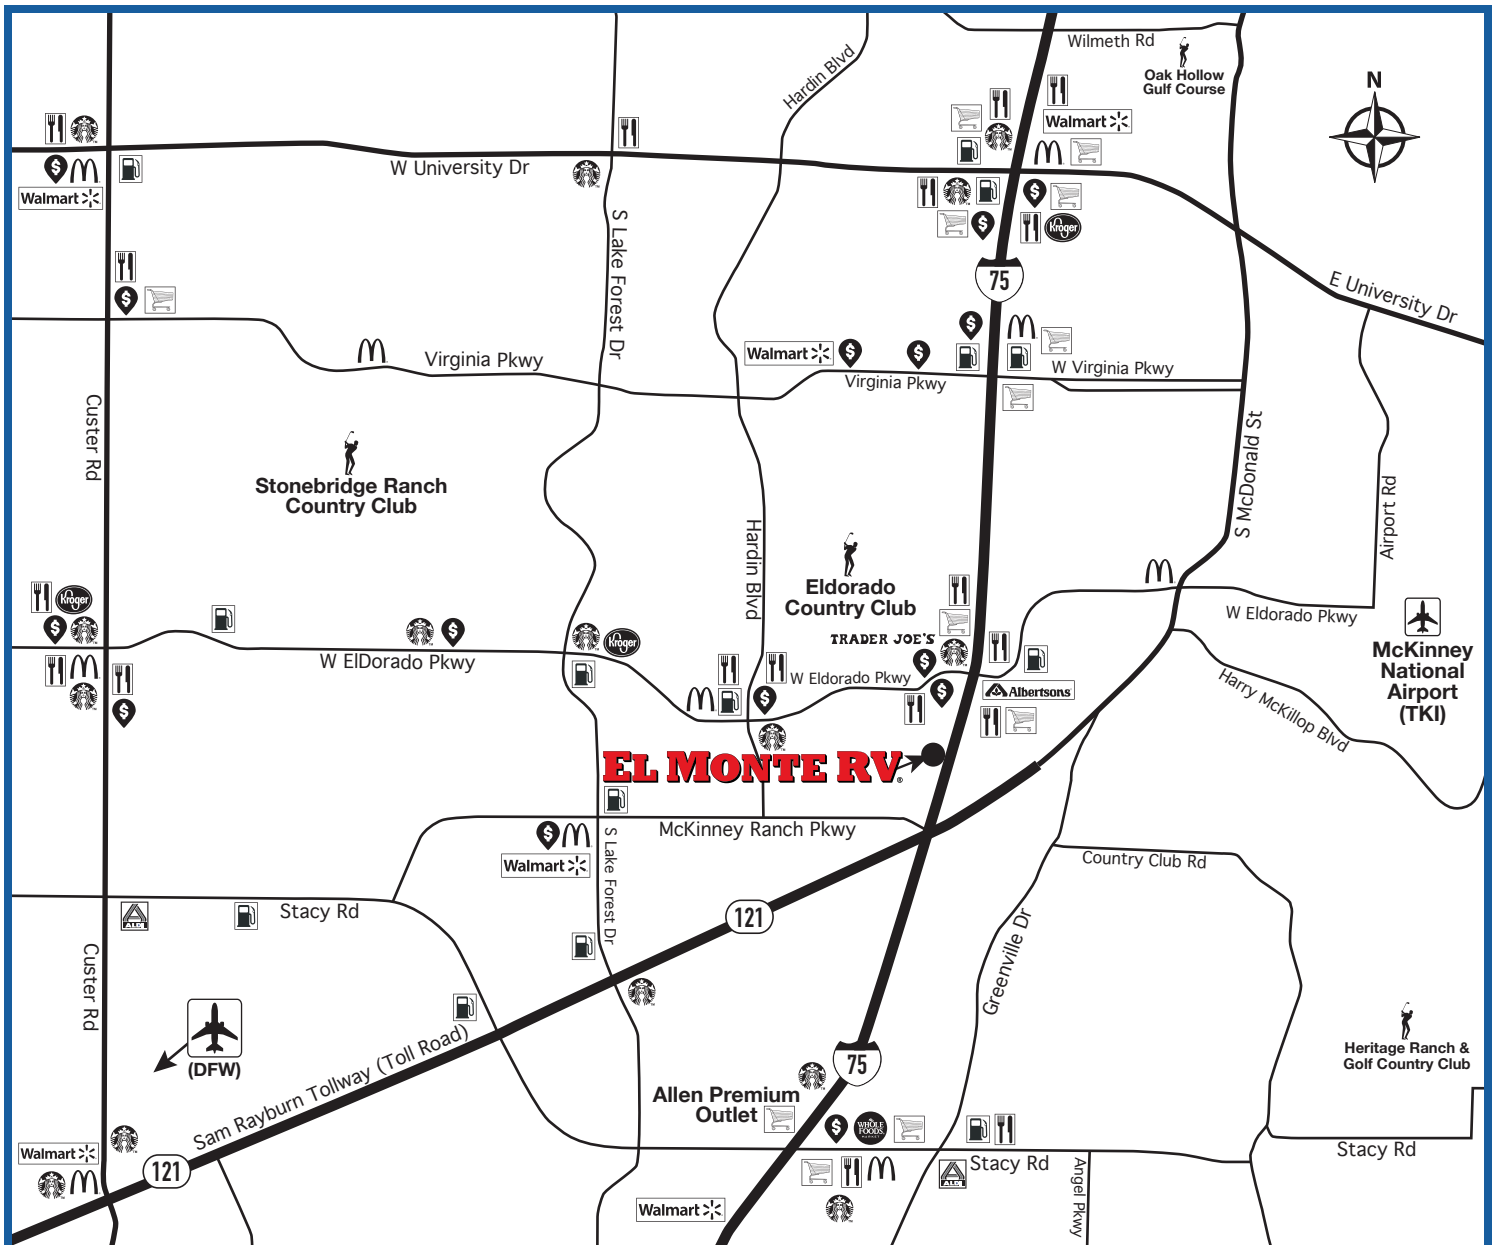 Wilmeth Rd
Hardin Blvd
Oak Hollow
Gulf Course
N
Walmart
W University Dr
Walmart
Kroger
S Lake Forest Dr
75
E University Dr
Walmart
Virginia Pkwy
Virginia Pkwy
W Virginia Pkwy
Custer Rd
S McDonald St
Stonebridge Ranch
Country Club
Airport Rd
Hardin Blvd
Eldorado
Country Club
Kroger
W Eldorado Pkwy
TRADER JOE'S
Kroger
McKinney
National
Airport
(TKI)
W ElDorado Pkwy
W Eldorado Pkwy
Albertsons
Harry McKillop Blvd
EL MONTE RV
McKinney Ranch Pkwy
S Lake Forest Dr
Walmart
Country Club Rd
Stacy Rd
ALDI
121
Greenville Dr
Custer Rd
(DFW)
Sam Rayburn Tollway (Toll Road)
75
Heritage Ranch &
Golf Country Club
Allen Premium
Outlet
WHOLE
FOODS
MARKET
Stacy Rd
Walmart
121
Stacy Rd
ALDI
Angel Pkwy
Walmart